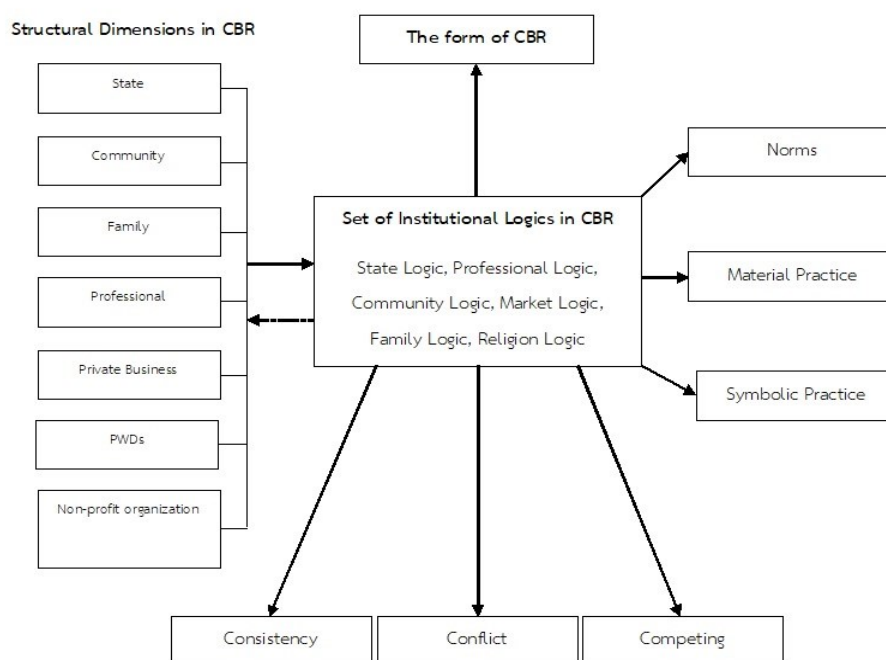 Structural Dimensions in CBR
State
Community
Family
Professional
Private Business
PWDs
Non-profit organization
The form of CBR
Set of Institutional Logics in CBR
State Logic, Professional Logic,
Community Logic, Market Logic,
Family Logic, Religion Logic
Norms
Material Practice
Symbolic Practice
Consistency
Conflict
Competing